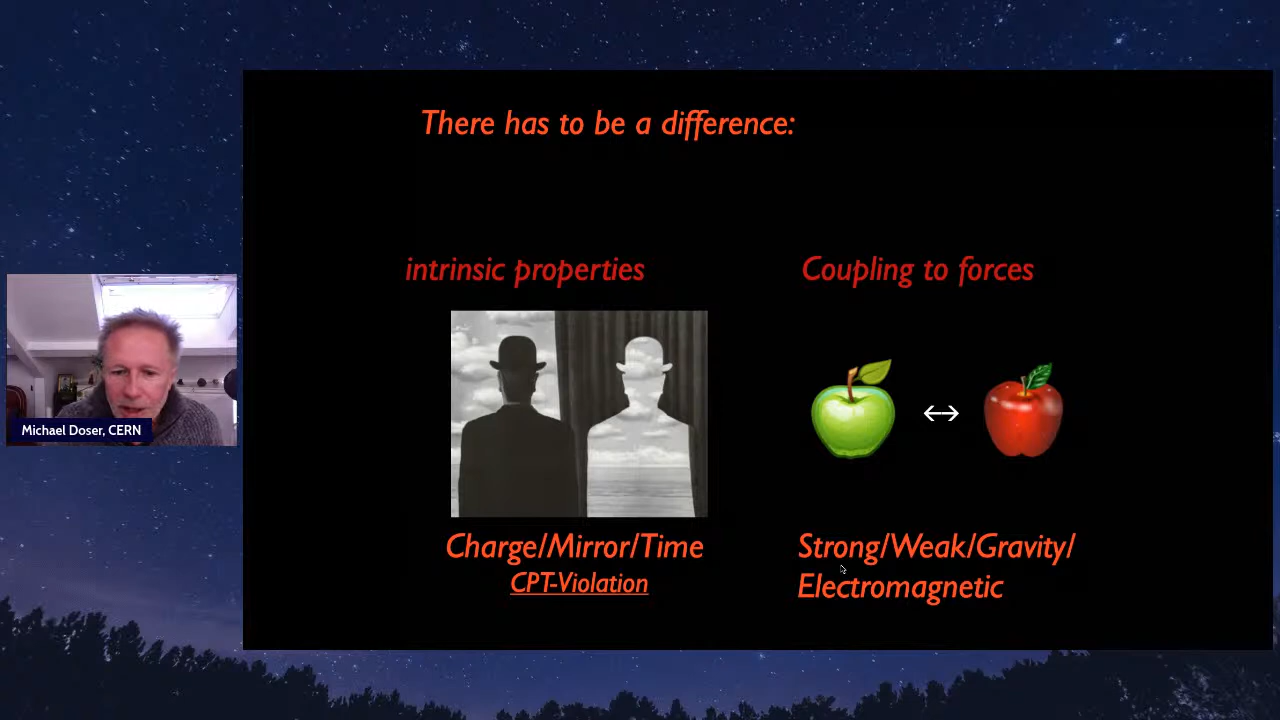 There has to be a difference:
intrinsic properties
Coupling to forces
Charge/Mirror/Time
CPT-Violation
Strong/Weak/Gravity/
Electromagnetic
Michael Doser, CERN